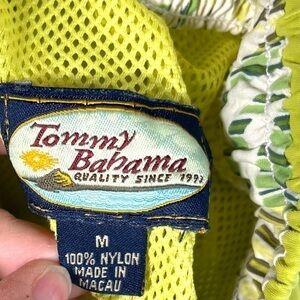 Tommy
Bahama
QUALITY SINCE 1993
M
100% NYLON
MADE IN
MACAU